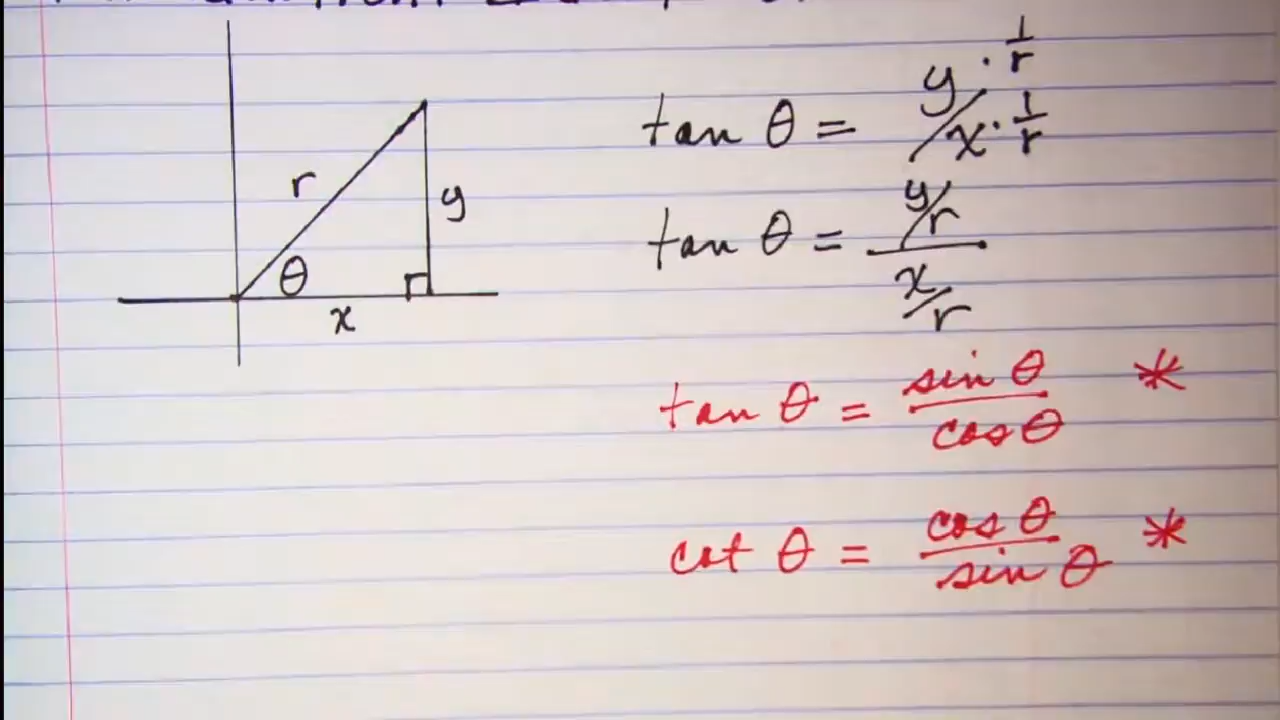 r
θ
x
y
tan θ = y · 1/r / x · 1/r
tan θ = y/r / x/r
tan θ = sin θ / cos θ *
cot θ = cos θ / sin θ *